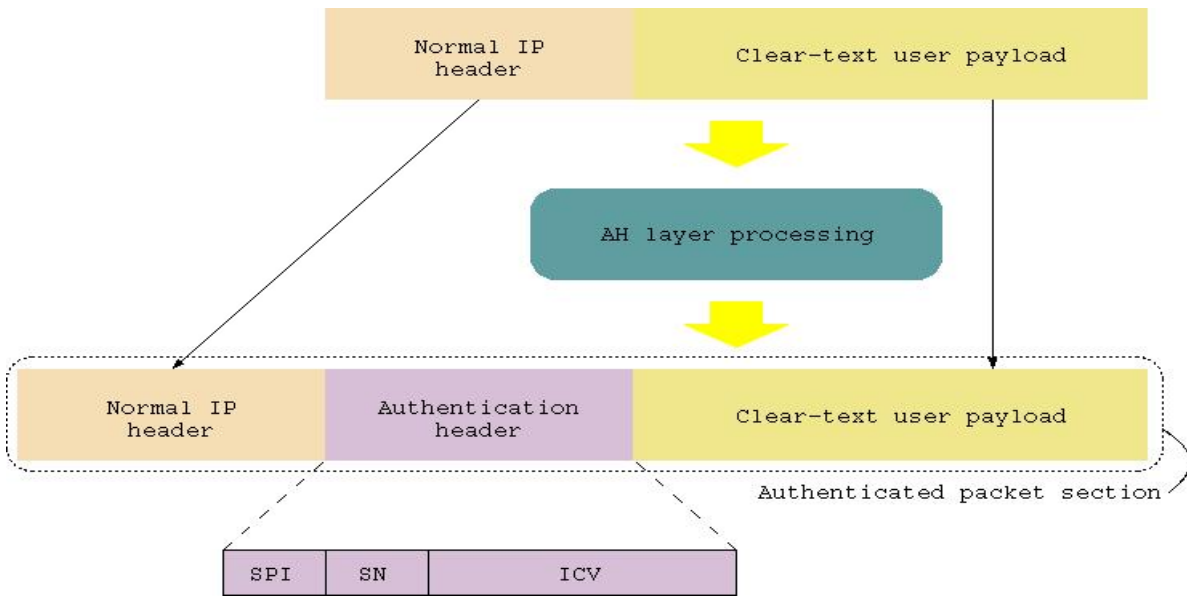 Normal IP
header
Clear-text user payload
AH layer processing
Normal IP
header
Authentication
header
Clear-text user payload
Authenticated packet section
SPI
SN
ICV